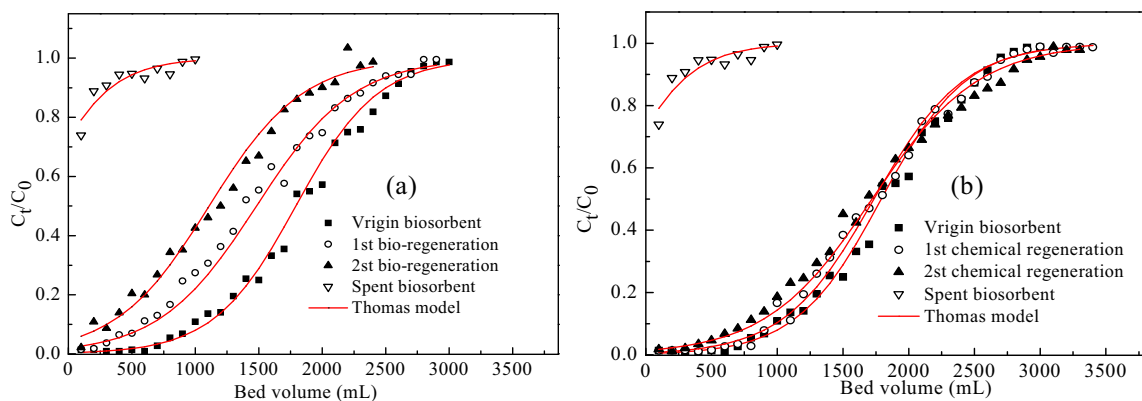 1.0
0.8
0.6
0.4
0.2
0.0
C_t/C_0
(a)
Vrigin biosorbent
1st bio-regeneration
2st bio-regeneration
Spent biosorbent
Thomas model
0 500 1000 1500 2000 2500 3000 3500
Bed volume (mL)
1.0
0.8
0.6
0.4
0.2
0.0
C_t/C_0
(b)
Vrigin biosorbent
1st chemical regeneration
2st chemical regeneration
Spent biosorbent
Thomas model
0 500 1000 1500 2000 2500 3000 3500
Bed volume (mL)